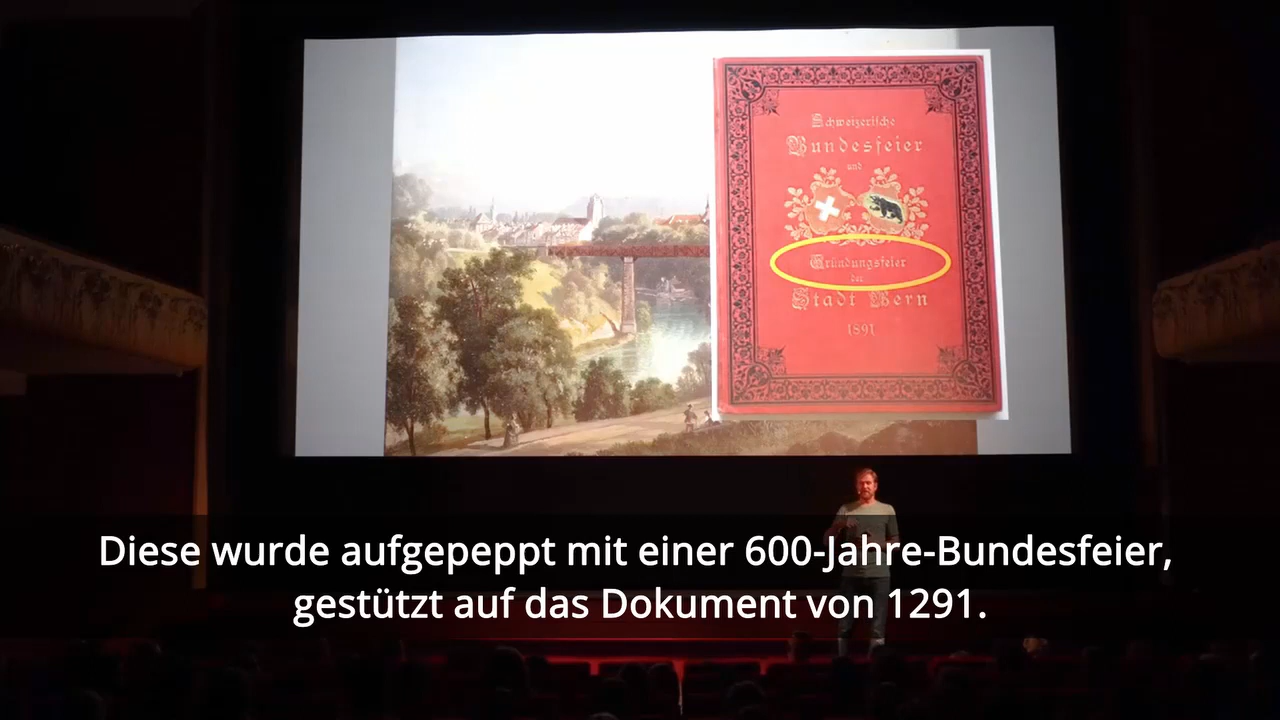 Schweizerische
Bundesfeier
und
Gründungsfeier
der
Stadt Bern
1891
Diese wurde aufgepeppt mit einer 600-Jahre-Bundesfeier,
gestützt auf das Dokument von 1291.